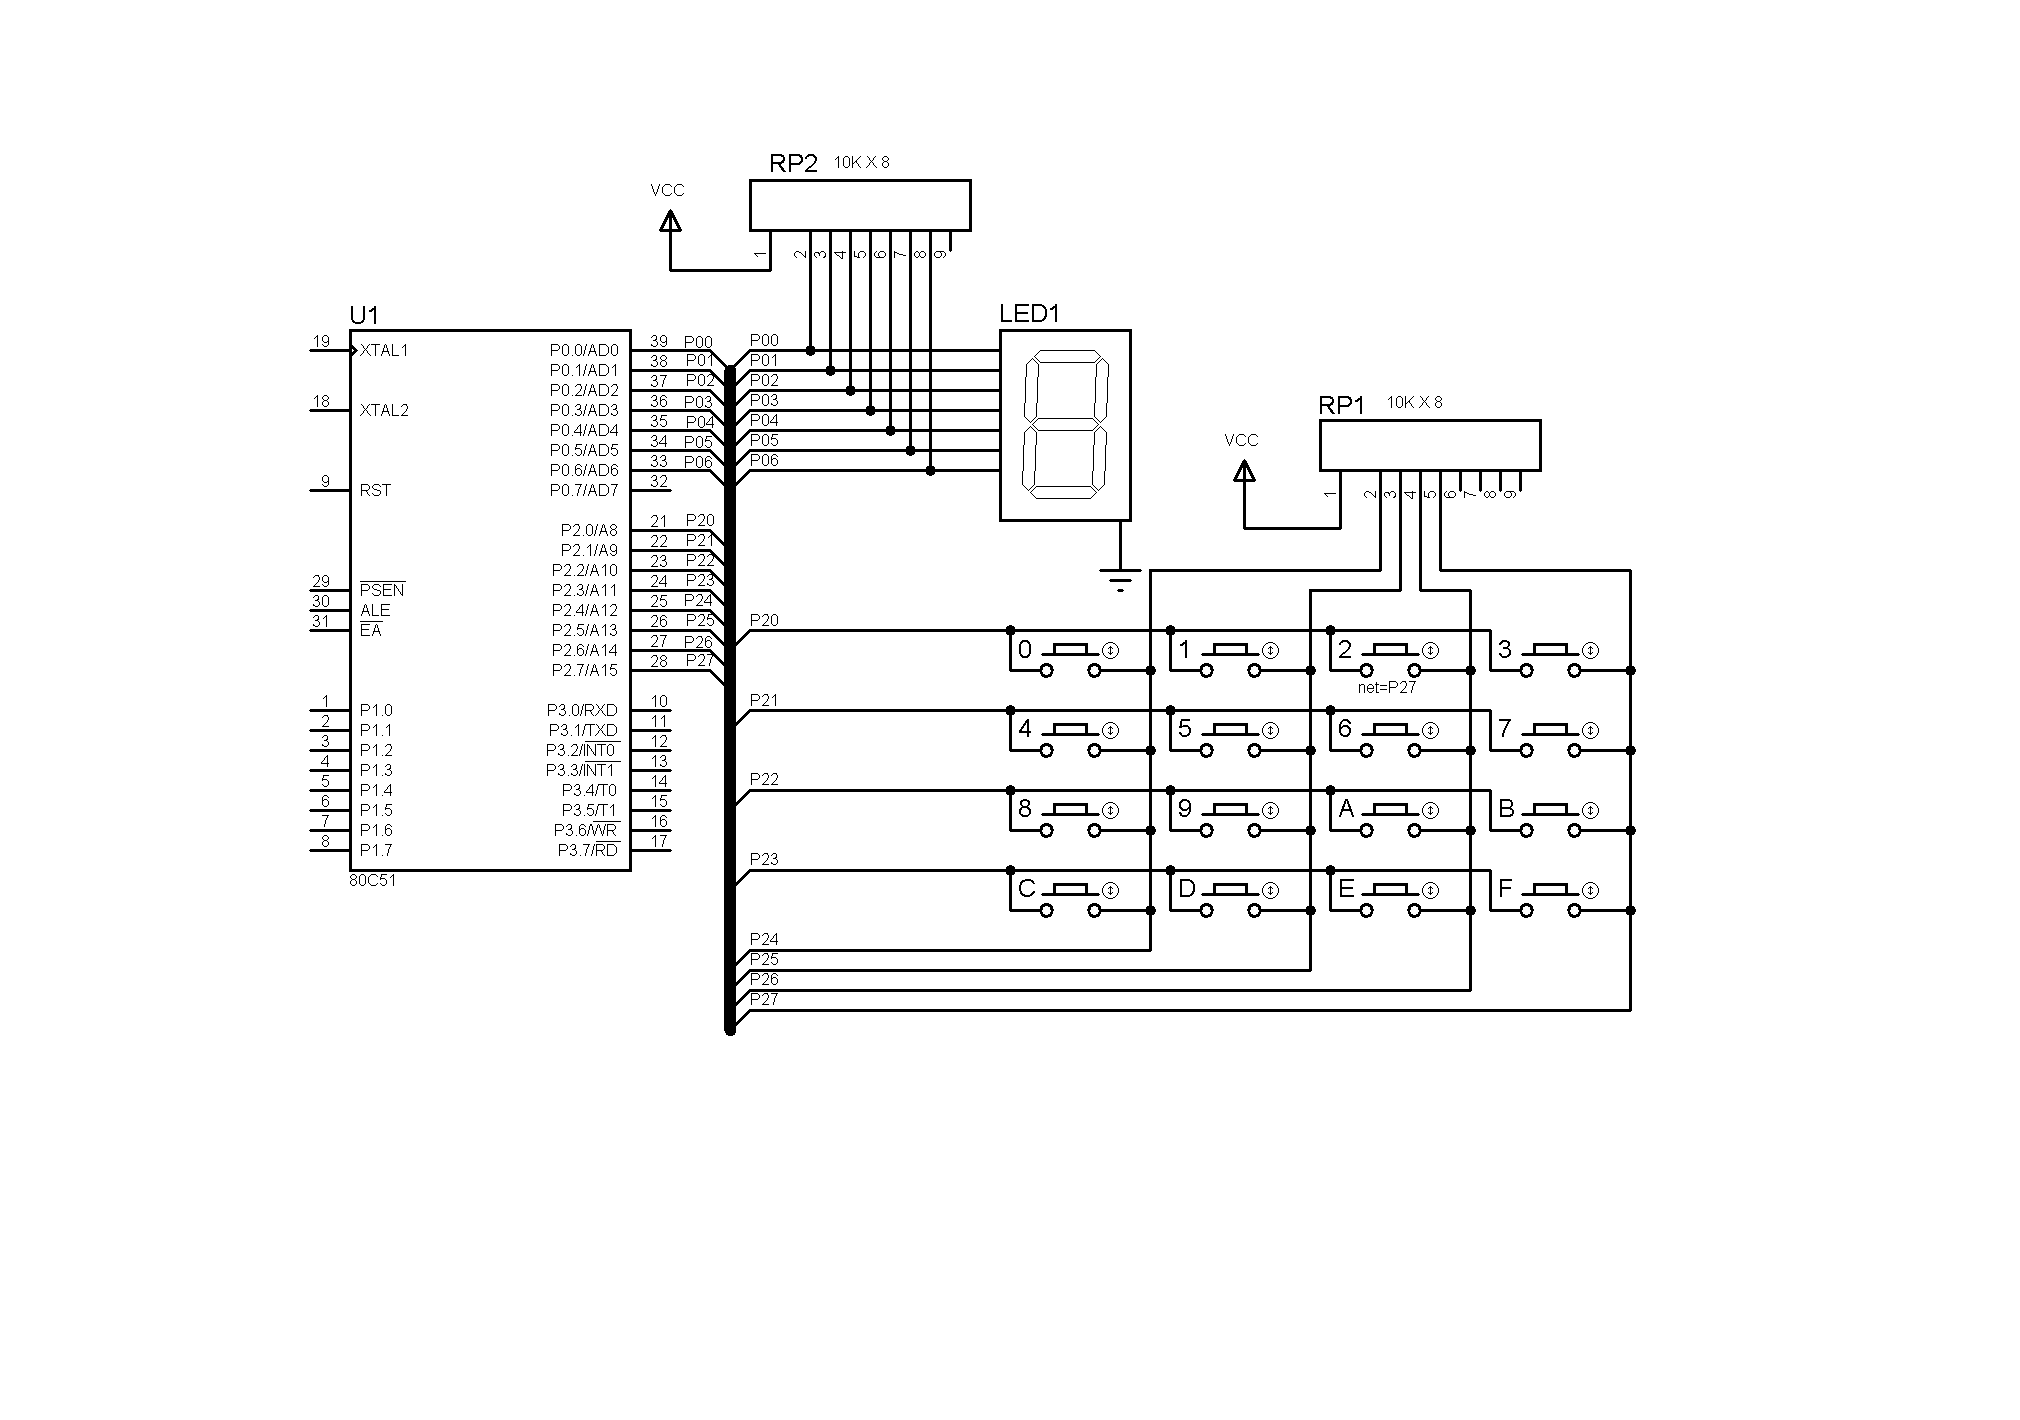 RP2 10K X 8
VCC
1 2 3 4 5 6 7 8 9
U1
LED1
19 XTAL1
18 XTAL2
9 RST
29 PSEN
30 ALE
31 EA
1 P1.0
2 P1.1
3 P1.2
4 P1.3
5 P1.4
6 P1.5
7 P1.6
8 P1.7
P0.0/AD0 39 P00
P0.1/AD1 38 P01
P0.2/AD2 37 P02
P0.3/AD3 36 P03
P0.4/AD4 35 P04
P0.5/AD5 34 P05
P0.6/AD6 33 P06
P0.7/AD7 32
P2.0/A8 21 P20
P2.1/A9 22 P21
P2.2/A10 23 P22
P2.3/A11 24 P23
P2.4/A12 25 P24
P2.5/A13 26 P25
P2.6/A14 27 P26
P2.7/A15 28 P27
P3.0/RXD 10
P3.1/TXD 11
P3.2/INT0 12
P3.3/INT1 13
P3.4/T0 14
P3.5/T1 15
P3.6/WR 16
P3.7/RD 17
80C51
P00
P01
P02
P03
P04
P05
P06
RP1 10K X 8
VCC
1 2 3 4 5 6 7 8 9
P20
0 1 2 3
net=P27
P21
4 5 6 7
P22
8 9 A B
P23
C D E F
P24
P25
P26
P27